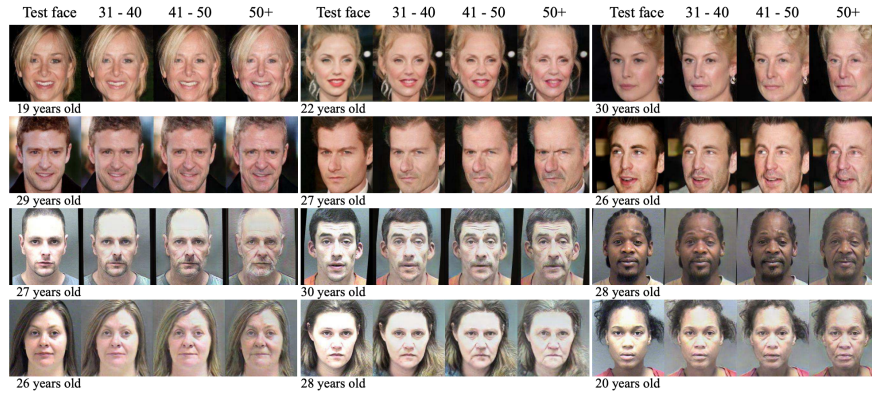 Test face 31 - 40 41 - 50 50+ Test face 31 - 40 41 - 50 50+ Test face 31 - 40 41 - 50 50+
19 years old 22 years old 30 years old
29 years old 27 years old 26 years old
27 years old 30 years old 28 years old
26 years old 28 years old 20 years old